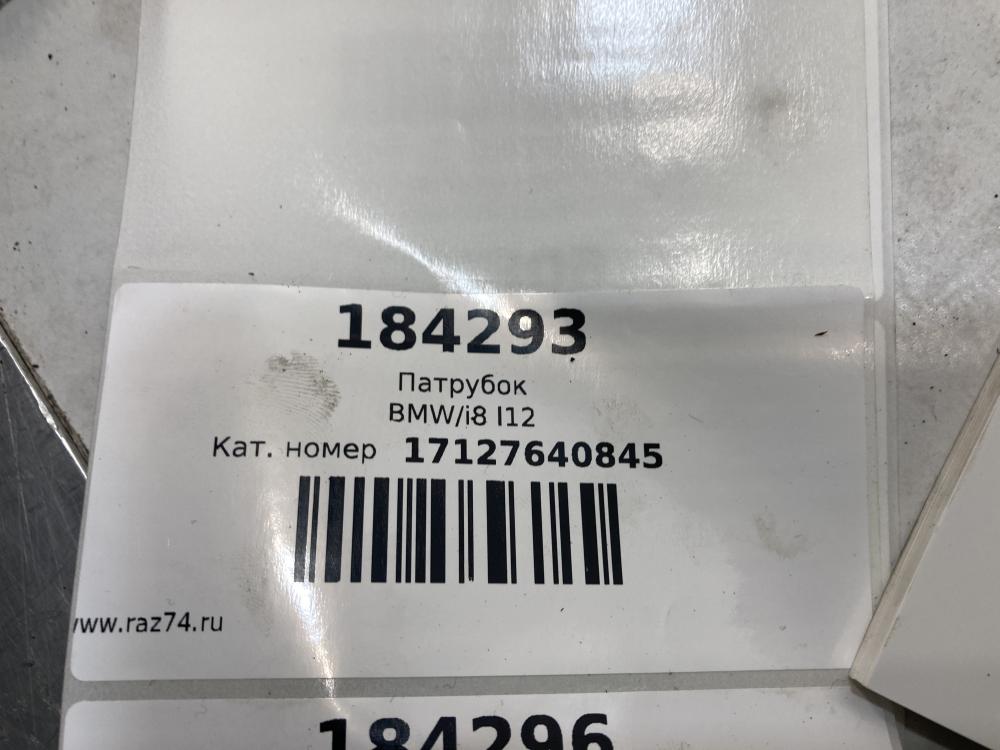 184293
Патрубок
BMW/i8 I12
Кат. номер 17127640845
www.raz74.ru
184296